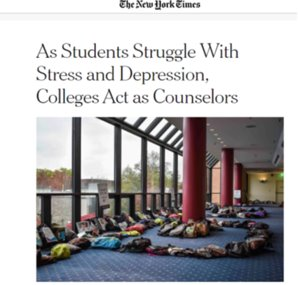 The New York Times
As Students Struggle With
Stress and Depression,
Colleges Act as Counselors